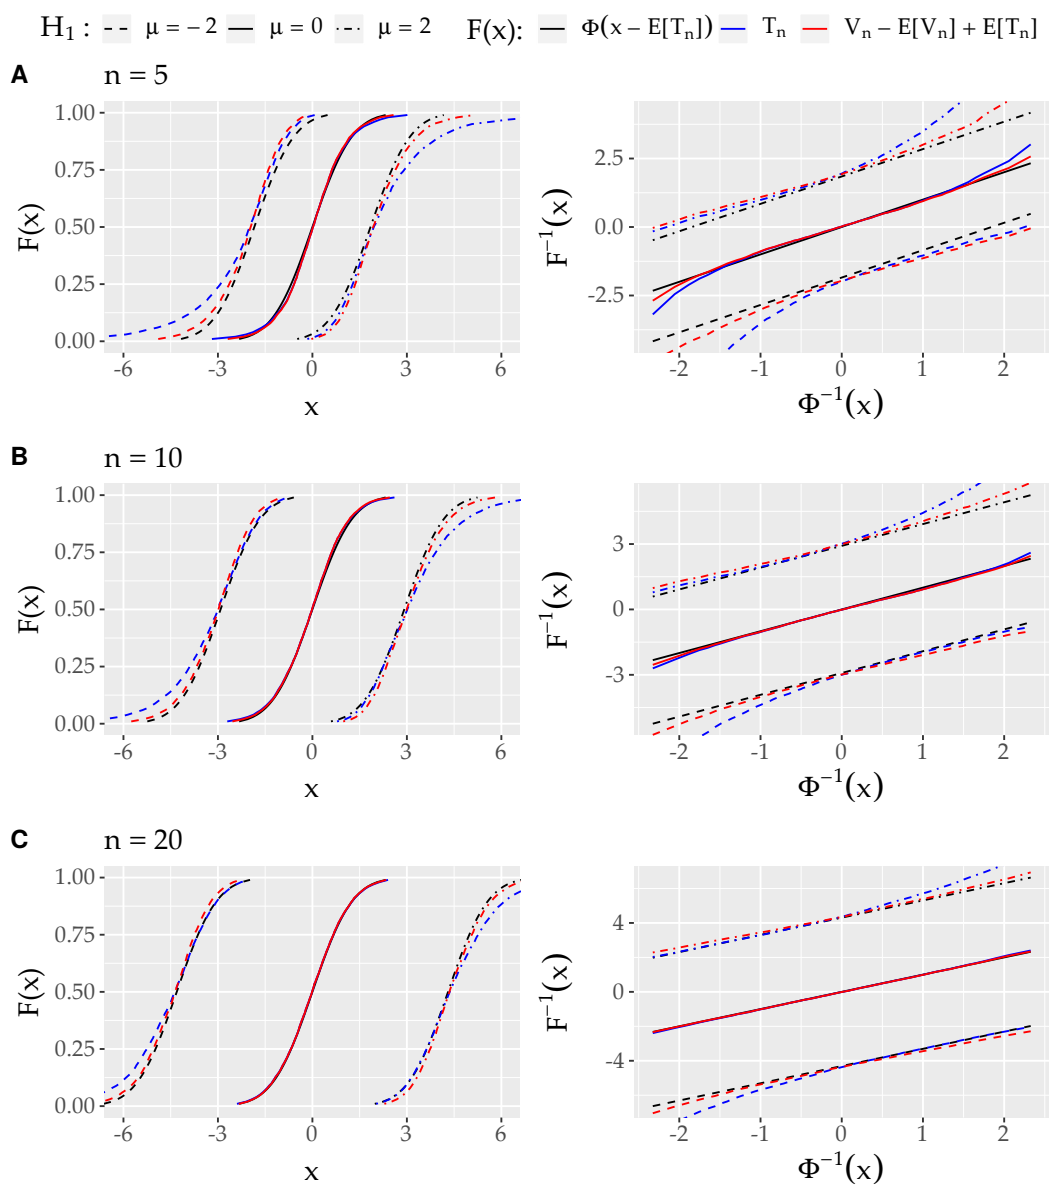 H₁ : μ = − 2 μ = 0 μ = 2 F(x): Φ(x − E[Tₙ]) Tₙ Vₙ − E[Vₙ] + E[Tₙ]
A n = 5
1.00
0.75
0.50
0.25
0.00
F(x)
-6 -3 0 3 6
x
2.5
0.0
-2.5
F⁻¹(x)
-2 -1 0 1 2
Φ⁻¹(x)
B n = 10
1.00
0.75
0.50
0.25
0.00
F(x)
-6 -3 0 3 6
x
3
0
-3
F⁻¹(x)
-2 -1 0 1 2
Φ⁻¹(x)
C n = 20
1.00
0.75
0.50
0.25
0.00
F(x)
-6 -3 0 3 6
x
4
0
-4
F⁻¹(x)
-2 -1 0 1 2
Φ⁻¹(x)